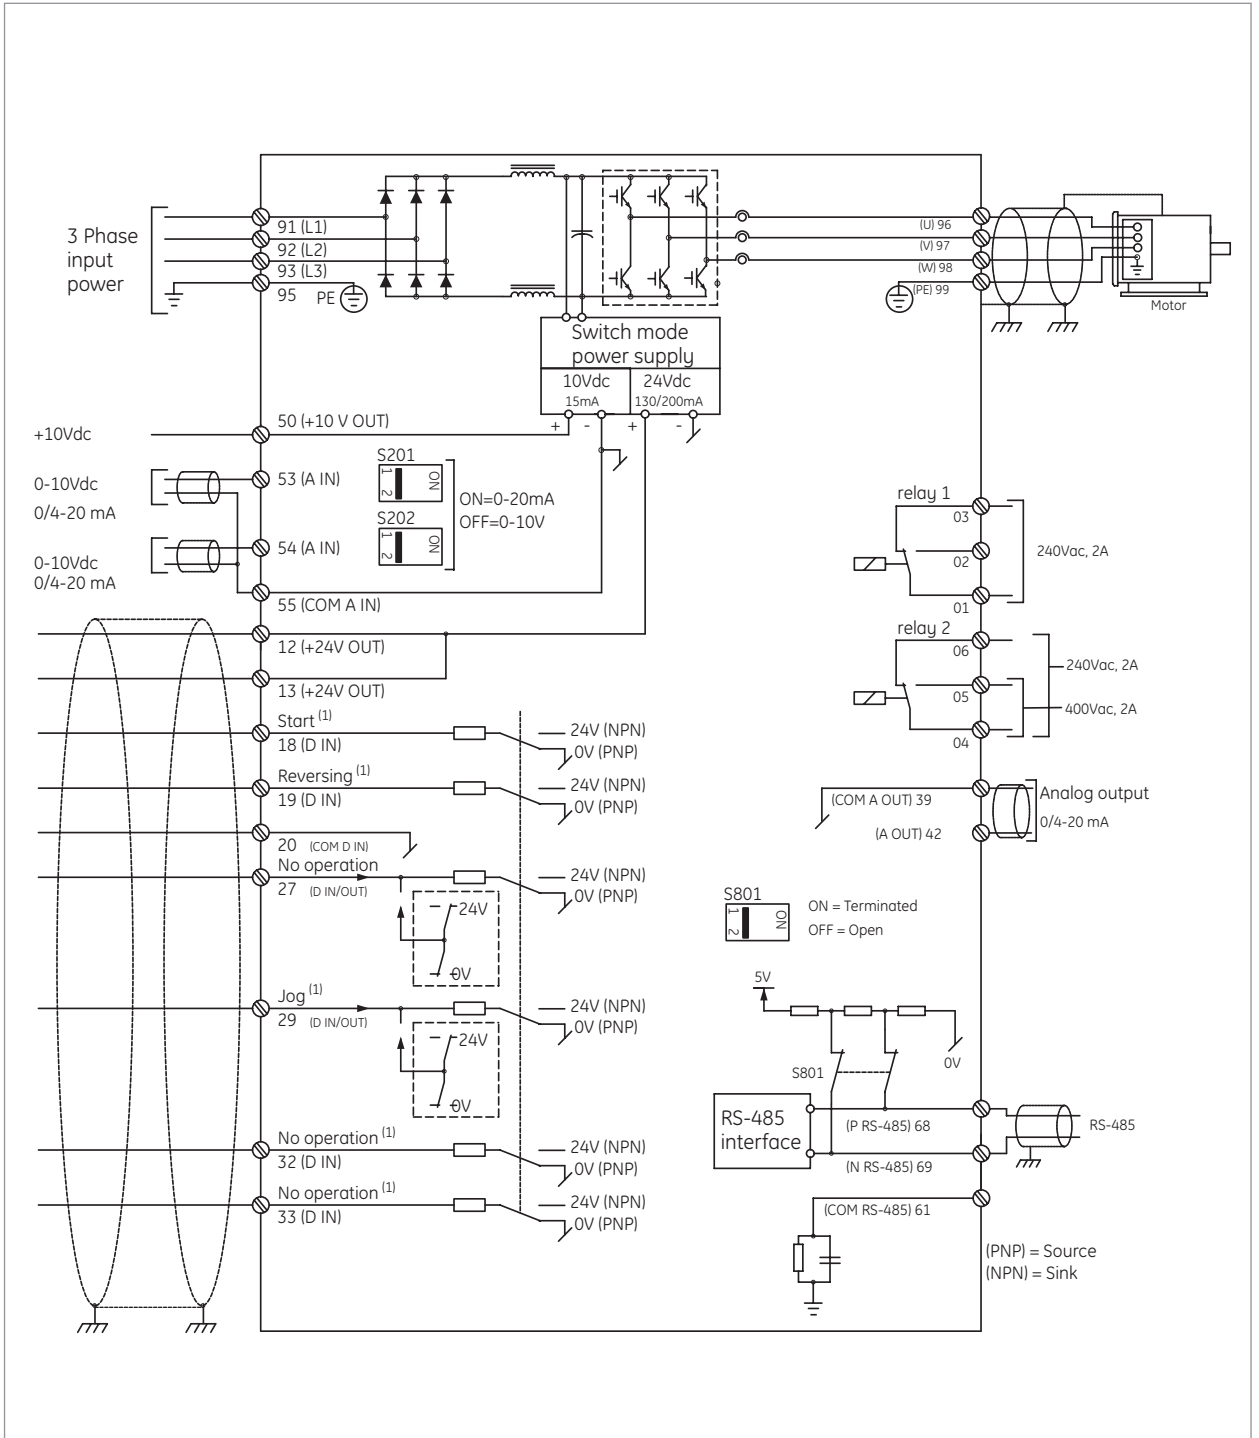 3 Phase
input
power
91 (L1)
92 (L2)
93 (L3)
95 PE
(U) 96
(V) 97
(W) 98
(PE) 99
Motor
Switch mode
power supply
10Vdc
15mA
24Vdc
130/200mA
+ - + -
+10Vdc
50 (+10 V OUT)
0-10Vdc
0/4-20 mA
53 (A IN)
S201
1 2 ON
S202
1 2 ON
ON=0-20mA
OFF=0-10V
0-10Vdc
0/4-20 mA
54 (A IN)
55 (COM A IN)
12 (+24V OUT)
13 (+24V OUT)
Start (1)
18 (D IN)
24V (NPN)
0V (PNP)
Reversing (1)
19 (D IN)
24V (NPN)
0V (PNP)
20 (COM D IN)
No operation
27 (D IN/OUT)
24V (NPN)
0V (PNP)
24V
0V
Jog (1)
29 (D IN/OUT)
24V (NPN)
0V (PNP)
24V
0V
No operation (1)
32 (D IN)
24V (NPN)
0V (PNP)
No operation (1)
33 (D IN)
24V (NPN)
0V (PNP)
relay 1
03
02
01
240Vac, 2A
relay 2
06
05
04
240Vac, 2A
400Vac, 2A
(COM A OUT) 39
(A OUT) 42
Analog output
0/4-20 mA
S801
1 2 ON
ON = Terminated
OFF = Open
5V
S801
0V
RS-485
interface
(P RS-485) 68
(N RS-485) 69
RS-485
(COM RS-485) 61
(PNP) = Source
(NPN) = Sink